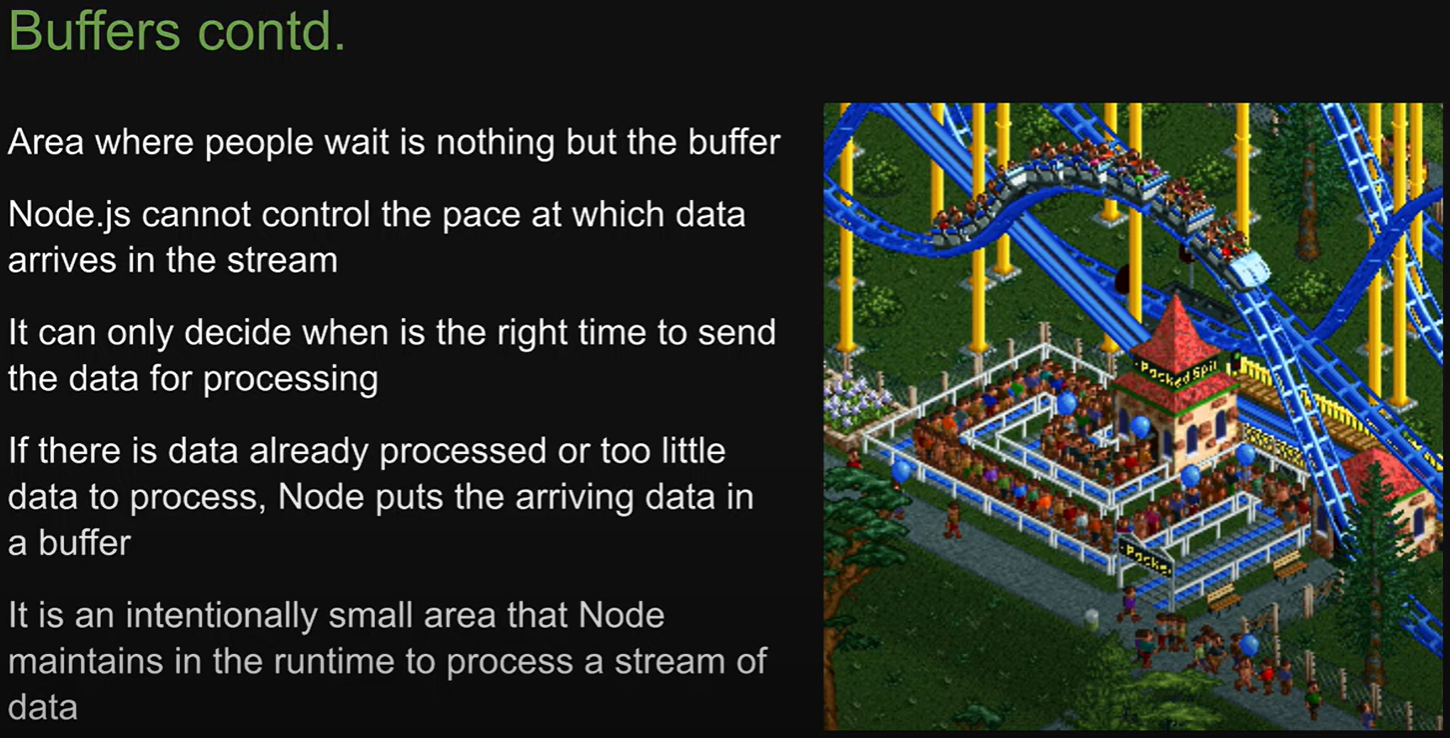 Buffers contd.
Area where people wait is nothing but the buffer
Node.js cannot control the pace at which data
arrives in the stream
It can only decide when is the right time to send
the data for processing
If there is data already processed or too little
data to process, Node puts the arriving data in
a buffer
It is an intentionally small area that Node
maintains in the runtime to process a stream of
data